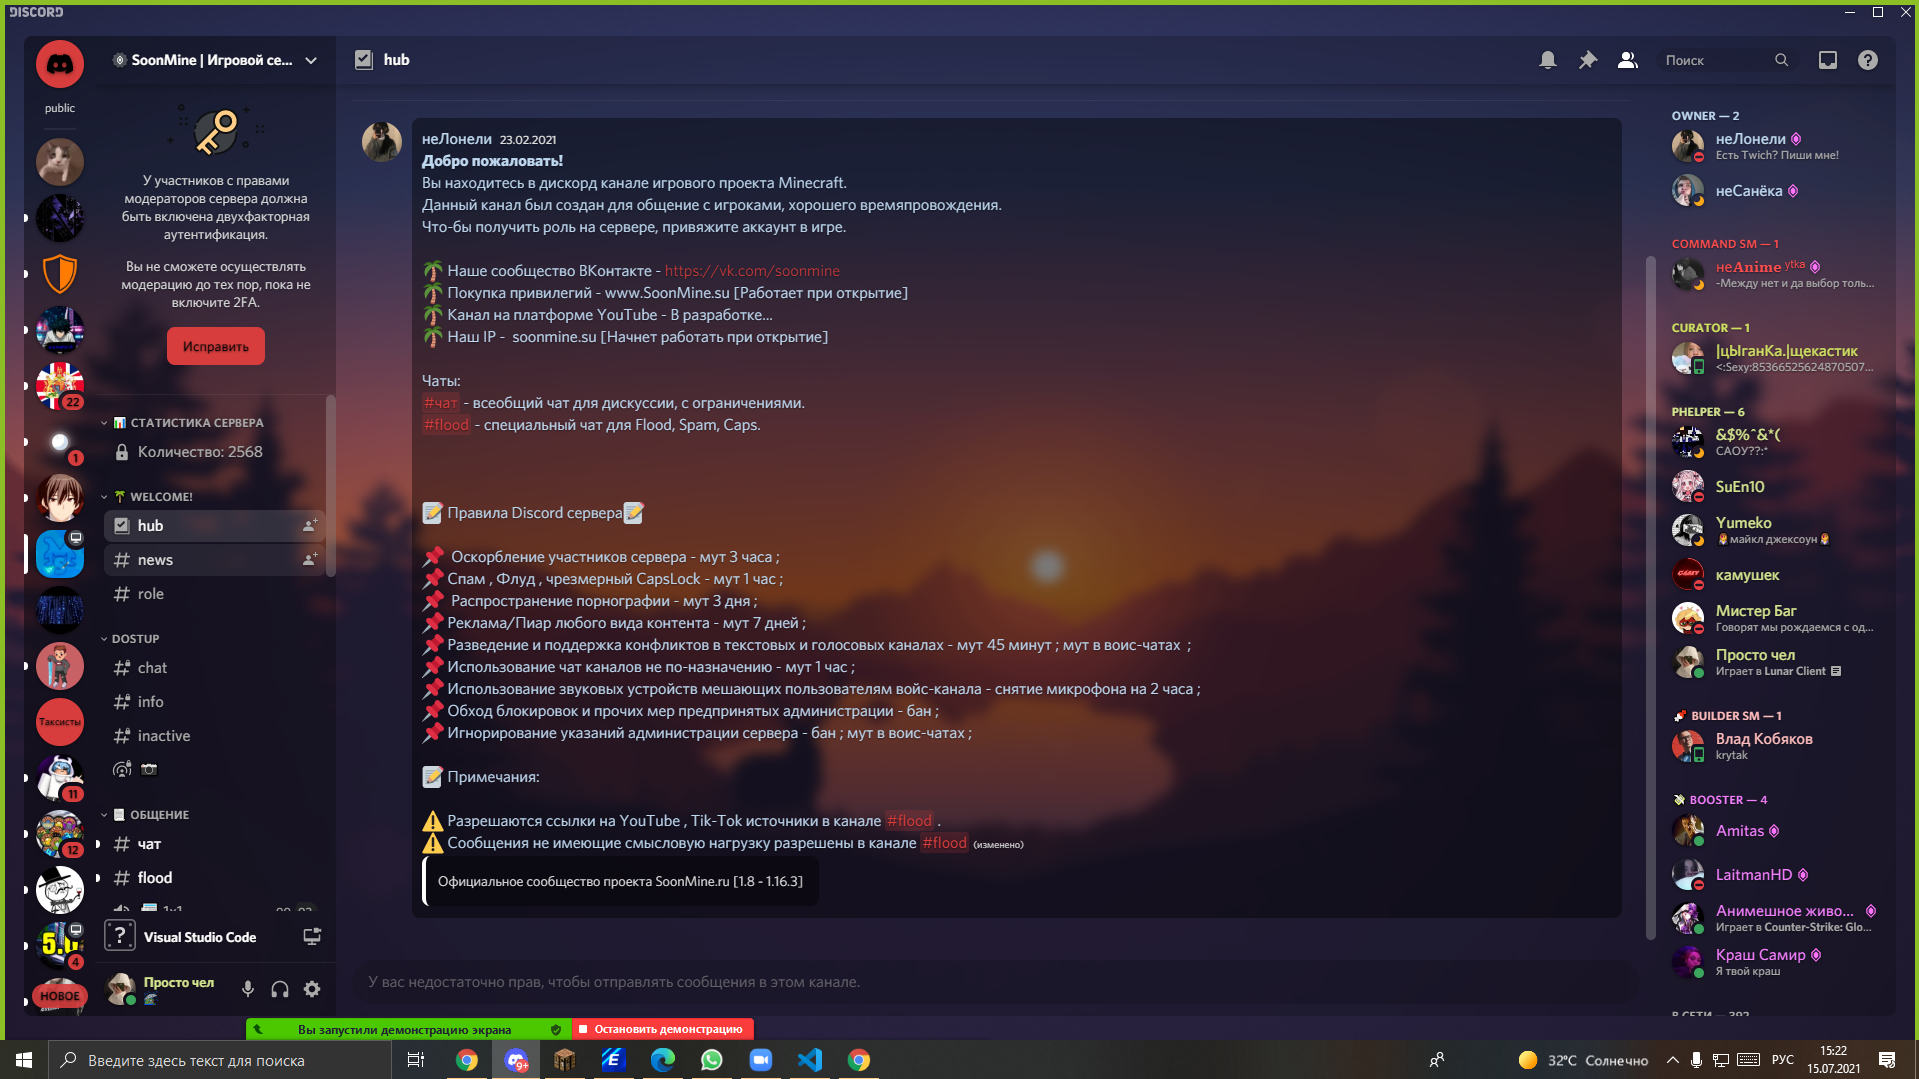 DISCORD
SoonMine | Игровой се...
hub
Поиск
public
У участников с правами
модераторов сервера должна
быть включена двухфакторная
аутентификация.
Вы не сможете осуществлять
модерацию до тех пор, пока не
включите 2FA.
Исправить
22
СТАТИСТИКА СЕРВЕРА
Количество: 2568
1
WELCOME!
hub
news
role
DOSTUP
chat
info
inactive
Таксисты
11
ОБЩЕНИЕ
12
чат
flood
5.0
4
Visual Studio Code
НОВОЕ
Просто чел
неЛонели 23.02.2021
Добро пожаловать!
Вы находитесь в дискорд канале игрового проекта Minecraft.
Данный канал был создан для общение с игроками, хорошего времяпровождения.
Что-бы получить роль на сервере, привяжите аккаунт в игре.
Наше сообщество ВКонтакте - https://vk.com/soonmine
Покупка привилегий - www.SoonMine.su [Работает при открытие]
Канал на платформе YouTube - В разработке...
Наш IP - soonmine.su [Начнет работать при открытие]
Чаты:
#чат - всеобщий чат для дискуссии, с ограничениями.
#flood - специальный чат для Flood, Spam, Caps.
Правила Discord сервера
Оскорбление участников сервера - мут 3 часа ;
Спам , Флуд , чрезмерный CapsLock - мут 1 час ;
Распространение порнографии - мут 3 дня ;
Реклама/Пиар любого вида контента - мут 7 дней ;
Разведение и поддержка конфликтов в текстовых и голосовых каналах - мут 45 минут ; мут в воис-чатах ;
Использование чат каналов не по-назначению - мут 1 час ;
Использование звуковых устройств мешающих пользователям войс-канала - снятие микрофона на 2 часа ;
Обход блокировок и прочих мер предпринятых администрации - бан ;
Игнорирование указаний администрации сервера - бан ; мут в воис-чатах ;
Примечания:
Разрешаются ссылки на YouTube , Tik-Tok источники в канале #flood .
Сообщения не имеющие смысловую нагрузку разрешены в канале #flood (изменено)
Официальное сообщество проекта SoonMine.ru [1.8 - 1.16.3]
У вас недостаточно прав, чтобы отправлять сообщения в этом канале.
OWNER — 2
неЛонели
Есть Twich? Пиши мне!
неСанёка
COMMAND SM — 1
неAnime ytka
-Между нет и да выбор толь...
CURATOR — 1
|цЫганКа.|щекастик
<:Sexy:85366525624870507...
PHELPER — 6
&$%^&*(
САОУ??:*
SuEn10
Yumeko
майкл джексоун
камушек
Мистер Баг
Говорят мы рождаемся с од...
Просто чел
Играет в Lunar Client
BUILDER SM — 1
Влад Кобяков
krytak
BOOSTER — 4
Amitas
LaitmanHD
Анимешное живо...
Играет в Counter-Strike: Glo...
Краш Самир
Я твой краш
В СЕТИ — 392
Вы запустили демонстрацию экрана
Остановить демонстрацию
Введите здесь текст для поиска
9+
32°C Солнечно
РУС
15:22
15.07.2021